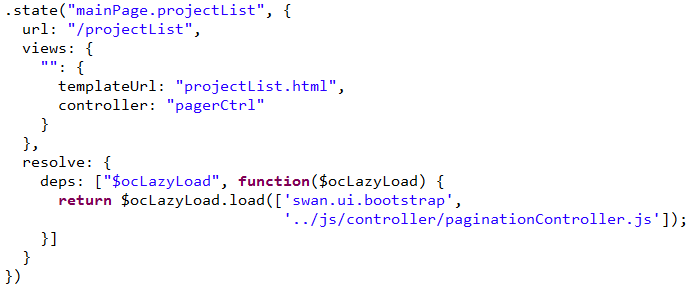 .state("mainPage.projectList", {
  url: "/projectList",
  views: {
    "": {
      templateUrl: "projectList.html",
      controller: "pagerCtrl"
    }
  },
  resolve: {
    deps: ["$ocLazyLoad", function($ocLazyLoad) {
      return $ocLazyLoad.load(['swan.ui.bootstrap',
                               '../js/controller/paginationController.js']);
    }]
  }
})